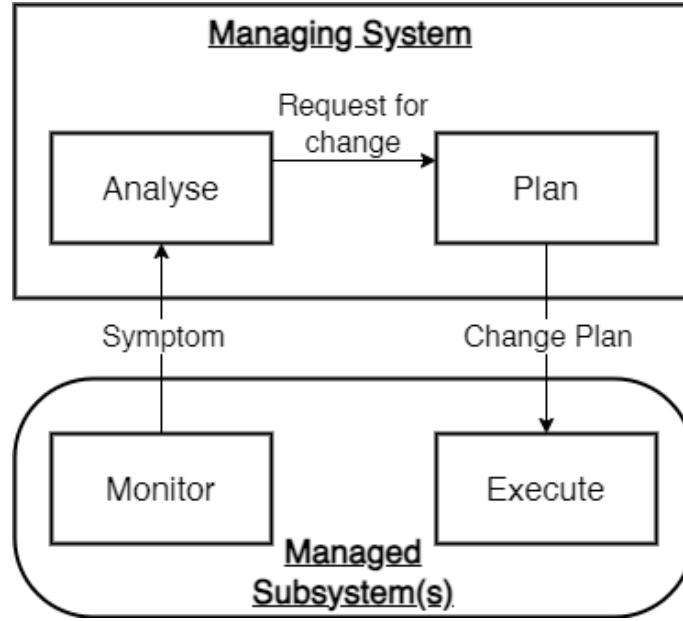 Managing System
Request for
change
Analyse
Plan
Symptom
Change Plan
Monitor
Execute
Managed
Subsystem(s)